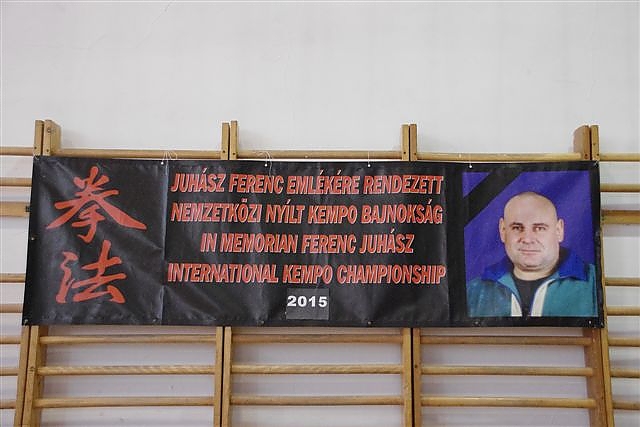 拳法
JUHÁSZ FERENC EMLÉKÉRE RENDEZETT
NEMZETKÖZI NYÍLT KEMPO BAJNOKSÁG
IN MEMORIAN FERENC JUHÁSZ
INTERNATIONAL KEMPO CHAMPIONSHIP
2015